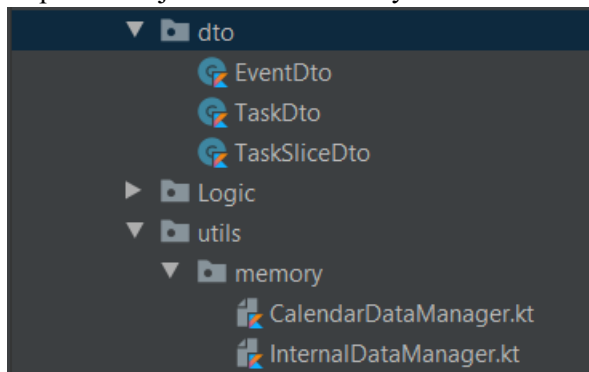 dto
EventDto
TaskDto
TaskSliceDto
Logic
utils
memory
CalendarDataManager.kt
InternalDataManager.kt